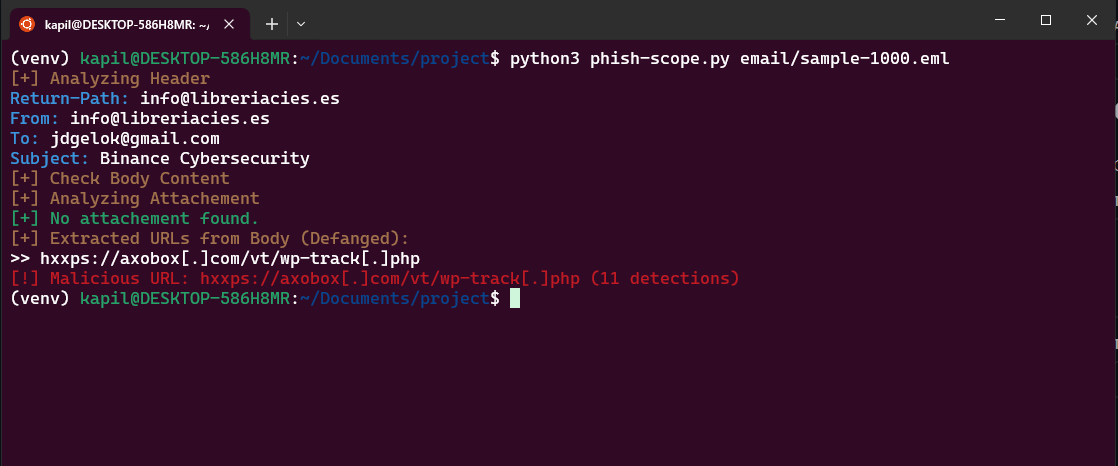 kapil@DESKTOP-586H8MR: ~/
(venv) kapil@DESKTOP-586H8MR:~/Documents/project$ python3 phish-scope.py email/sample-1000.eml
[+] Analyzing Header
Return-Path: info@libreriacies.es
From: info@libreriacies.es
To: jdgelok@gmail.com
Subject: Binance Cybersecurity
[+] Check Body Content
[+] Analyzing Attachement
[+] No attachement found.
[+] Extracted URLs from Body (Defanged):
>> hxxps://axobox[.]com/vt/wp-track[.]php
[!] Malicious URL: hxxps://axobox[.]com/vt/wp-track[.]php (11 detections)
(venv) kapil@DESKTOP-586H8MR:~/Documents/project$